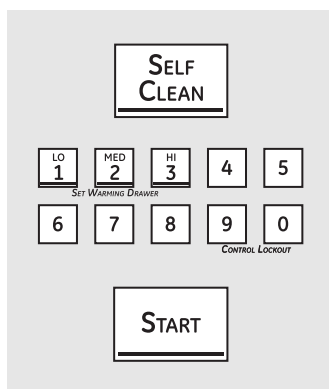 SELF
CLEAN
LO MED HI
1 2 3 4 5
SET WARMING DRAWER
6 7 8 9 0
CONTROL LOCKOUT
START